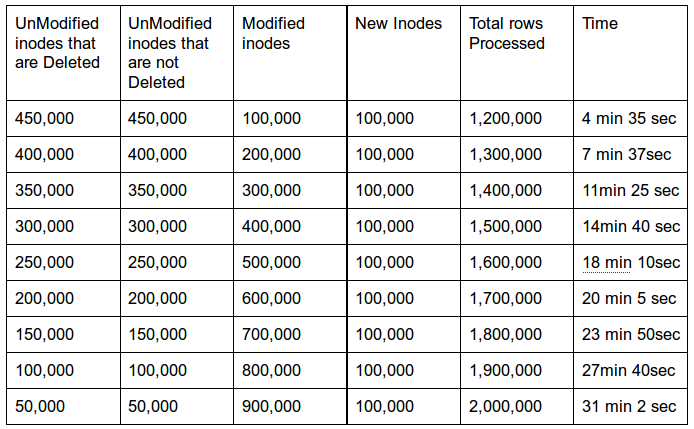 UnModified inodes that are Deleted	UnModified inodes that are not Deleted	Modified inodes	New Inodes	Total rows Processed	Time
450,000	450,000	100,000	100,000	1,200,000	4 min 35 sec
400,000	400,000	200,000	100,000	1,300,000	7 min 37sec
350,000	350,000	300,000	100,000	1,400,000	11min 25 sec
300,000	300,000	400,000	100,000	1,500,000	14min 40 sec
250,000	250,000	500,000	100,000	1,600,000	18 min 10sec
200,000	200,000	600,000	100,000	1,700,000	20 min 5 sec
150,000	150,000	700,000	100,000	1,800,000	23 min 50sec
100,000	100,000	800,000	100,000	1,900,000	27min 40sec
50,000	50,000	900,000	100,000	2,000,000	31 min 2 sec